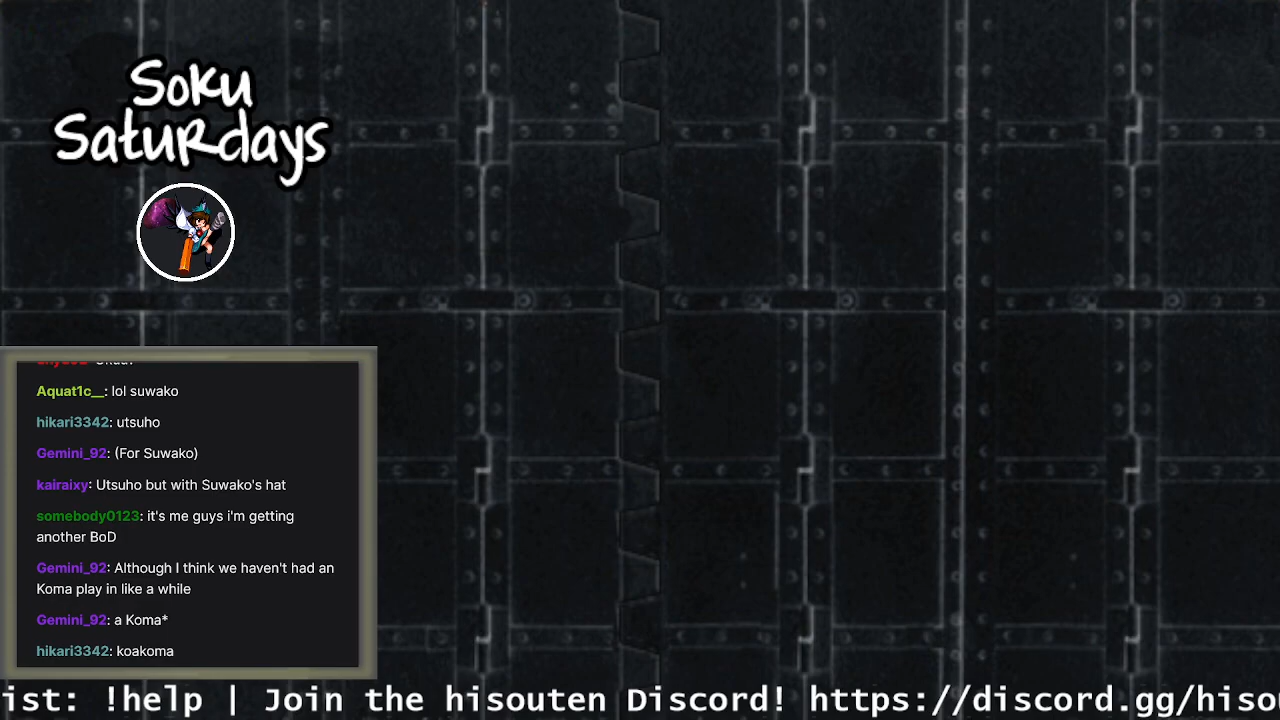 Soku
Saturdays
Aquat1c__: lol suwako
hikari3342: utsuho
Gemini_92: (For Suwako)
kairaixy: Utsuho but with Suwako's hat
somebody0123: it's me guys i'm getting
another BoD
Gemini_92: Although I think we haven't had an
Koma play in like a while
Gemini_92: a Koma*
hikari3342: koakoma
ist: !help | Join the hisouten Discord! https://discord.gg/hiso